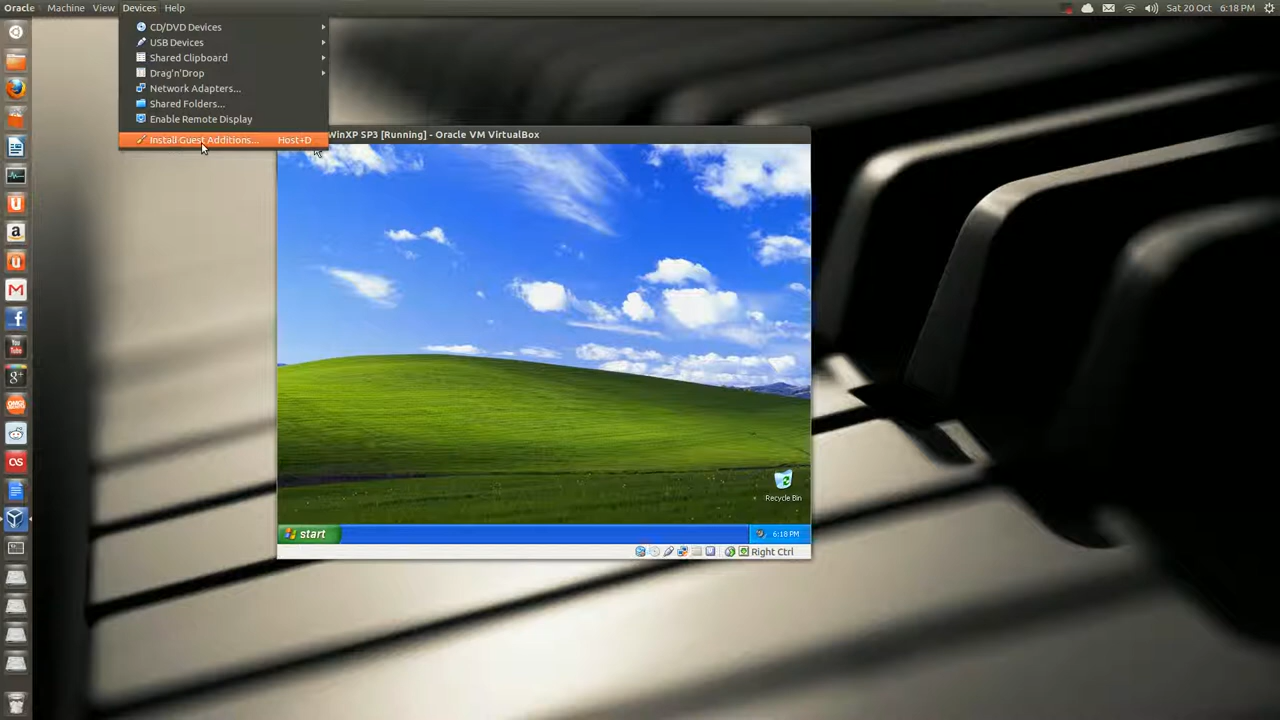 Oracle Machine View Devices Help
Sat 20 Oct 6:18 PM
CD/DVD Devices
USB Devices
Shared Clipboard
Drag'n'Drop
Network Adapters...
Shared Folders...
Enable Remote Display
Install Guest Additions... Host+D
WinXP SP3 [Running] - Oracle VM VirtualBox
Recycle Bin
start
6:18 PM
Right Ctrl
You
Tube